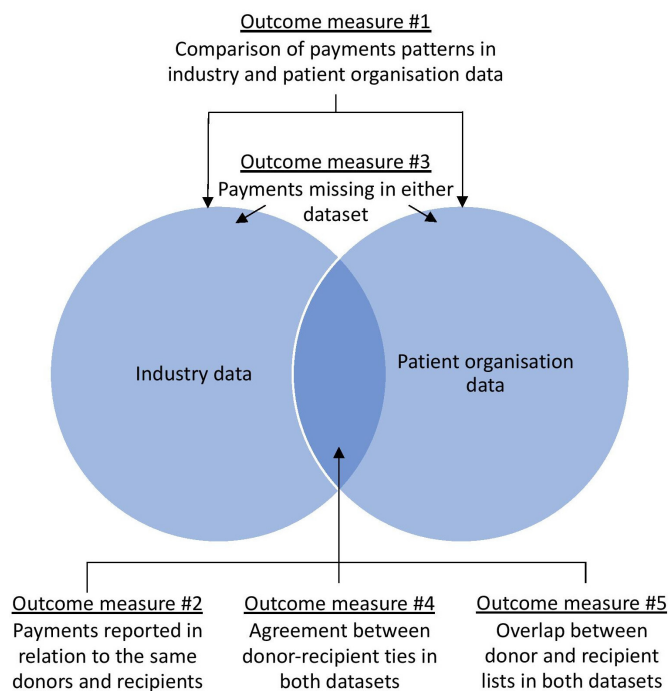 Outcome measure #1
Comparison of payments patterns in
industry and patient organisation data
Outcome measure #3
Payments missing in either
dataset
Industry data
Patient organisation
data
Outcome measure #2
Payments reported in
relation to the same
donors and recipients
Outcome measure #4
Agreement between
donor-recipient ties in
both datasets
Outcome measure #5
Overlap between
donor and recipient
lists in both datasets